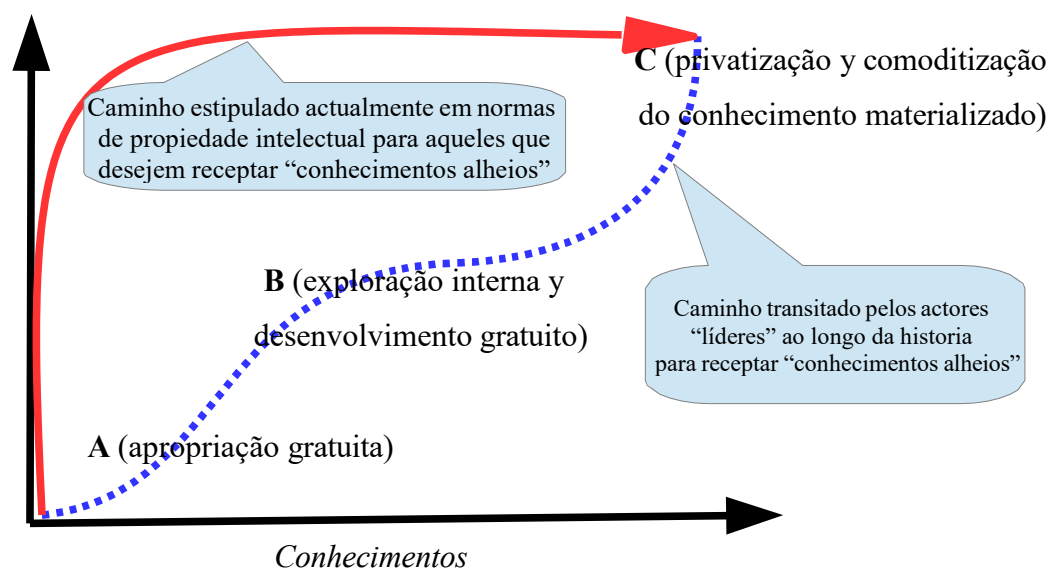 C (privatização y comoditização
do conhecimento materializado)
Caminho estipulado actualmente em normas
de propiedade intelectual para aqueles que
desejem receptar “conhecimentos alheios”
B (exploração interna y
desenvolvimento gratuito)
Caminho transitado pelos actores
“líderes” ao longo da historia
para receptar “conhecimentos alheios”
A (apropriação gratuita)
Conhecimentos